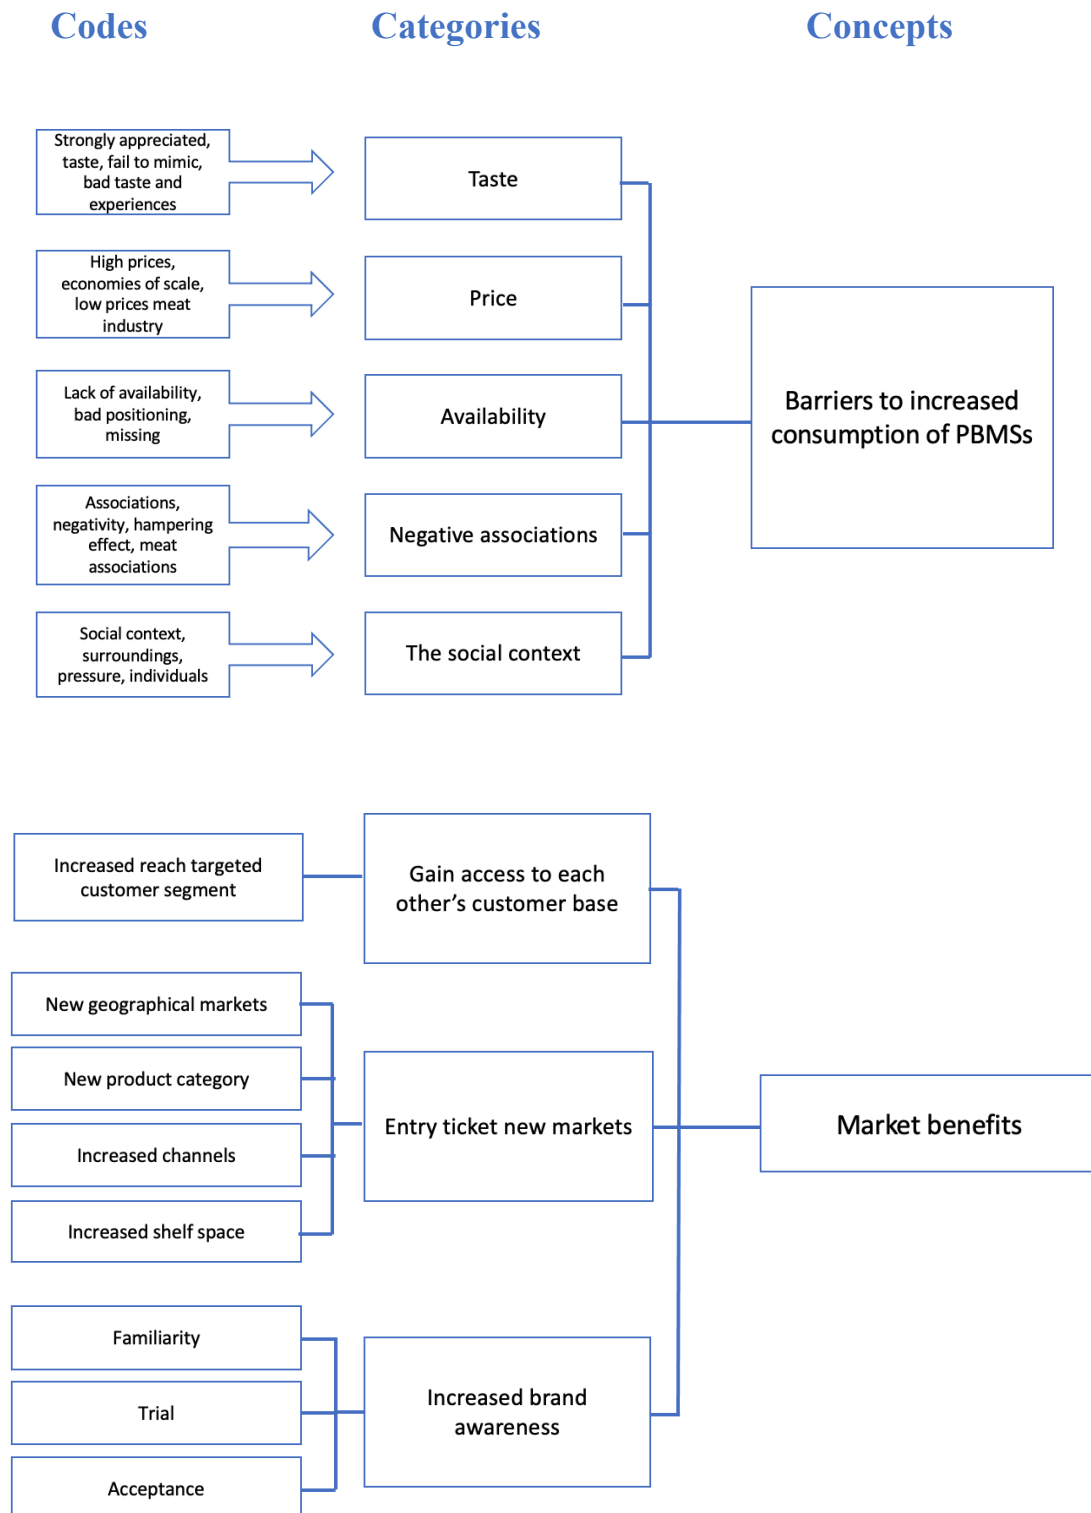 Codes
Categories
Concepts
Strongly appreciated,
taste, fail to mimic,
bad taste and
experiences
Taste
High prices,
economies of scale,
low prices meat
industry
Price
Lack of availability,
bad positioning,
missing
Availability
Associations,
negativity, hampering
effect, meat
associations
Negative associations
Social context,
surroundings,
pressure, individuals
The social context
Barriers to increased
consumption of PBMSs
Increased reach targeted
customer segment
Gain access to each
other’s customer base
New geographical markets
New product category
Increased channels
Increased shelf space
Entry ticket new markets
Market benefits
Familiarity
Trial
Acceptance
Increased brand
awareness